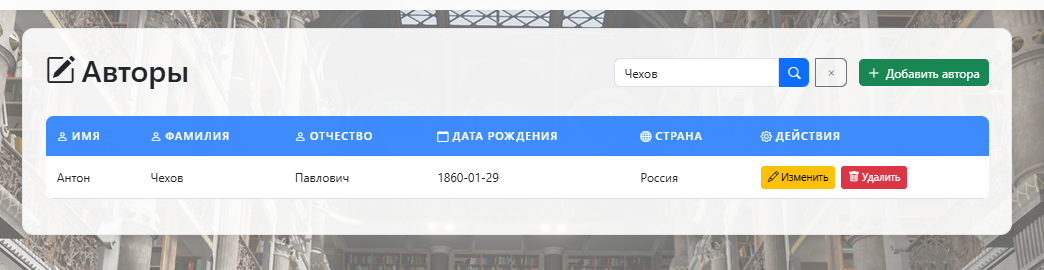 Авторы
Чехов × + Добавить автора
ИМЯ ФАМИЛИЯ ОТЧЕСТВО ДАТА РОЖДЕНИЯ СТРАНА ДЕЙСТВИЯ
Антон Чехов Павлович 1860-01-29 Россия Изменить Удалить